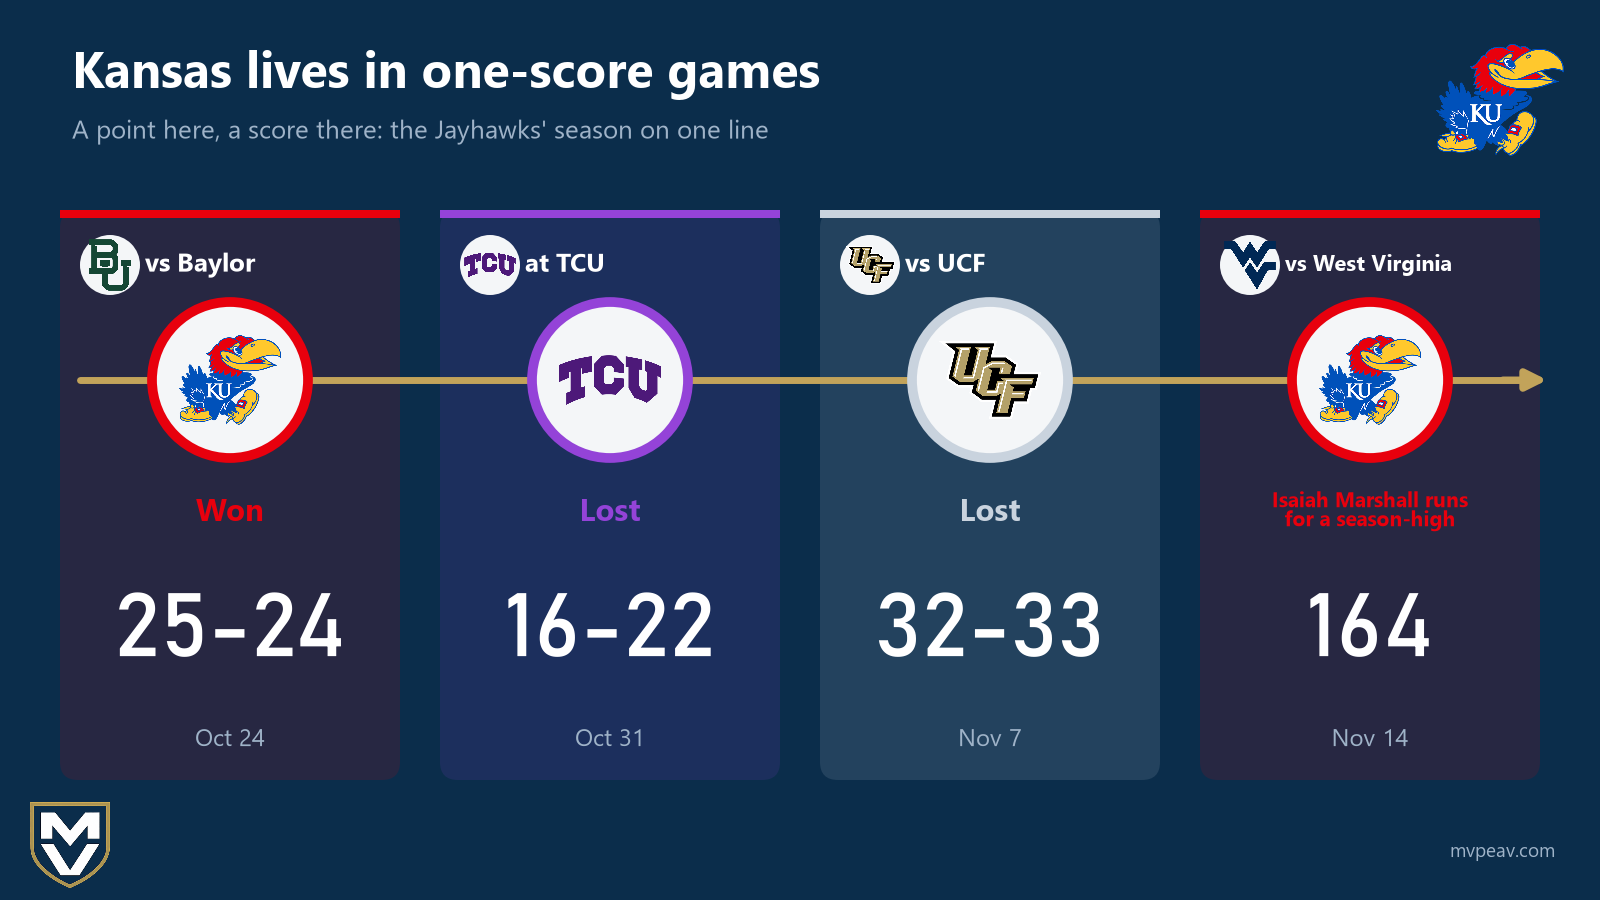 Kansas lives in one-score games
A point here, a score there: the Jayhawks' season on one line
KU
BU vs Baylor
KU
Won
25-24
Oct 24
TCU at TCU
TCU
Lost
16-22
Oct 31
UCF vs UCF
UCF
Lost
32-33
Nov 7
WV vs West Virginia
KU
Isaiah Marshall runs
for a season-high
164
Nov 14
MV
mvpeav.com